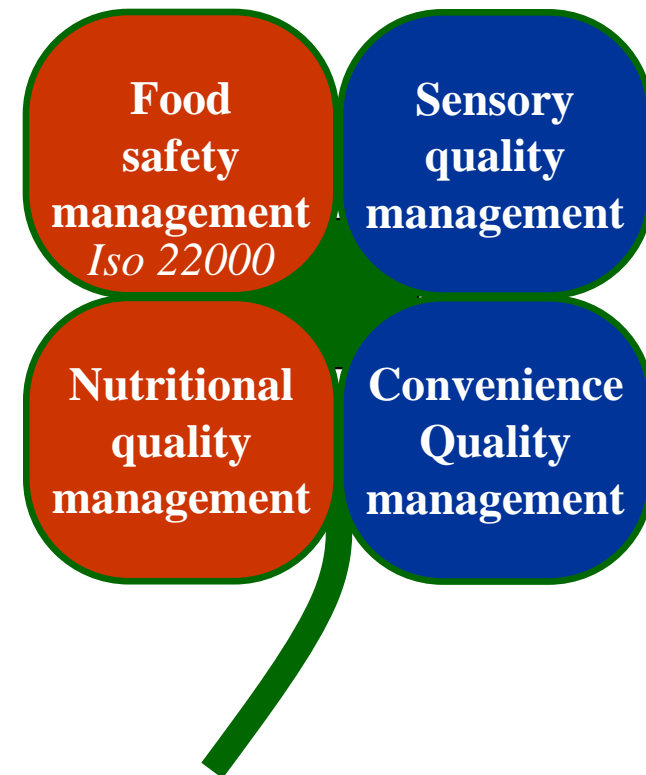 Food
safety
management
Iso 22000
Sensory
quality
management
Nutritional
quality
management
Convenience
Quality
management